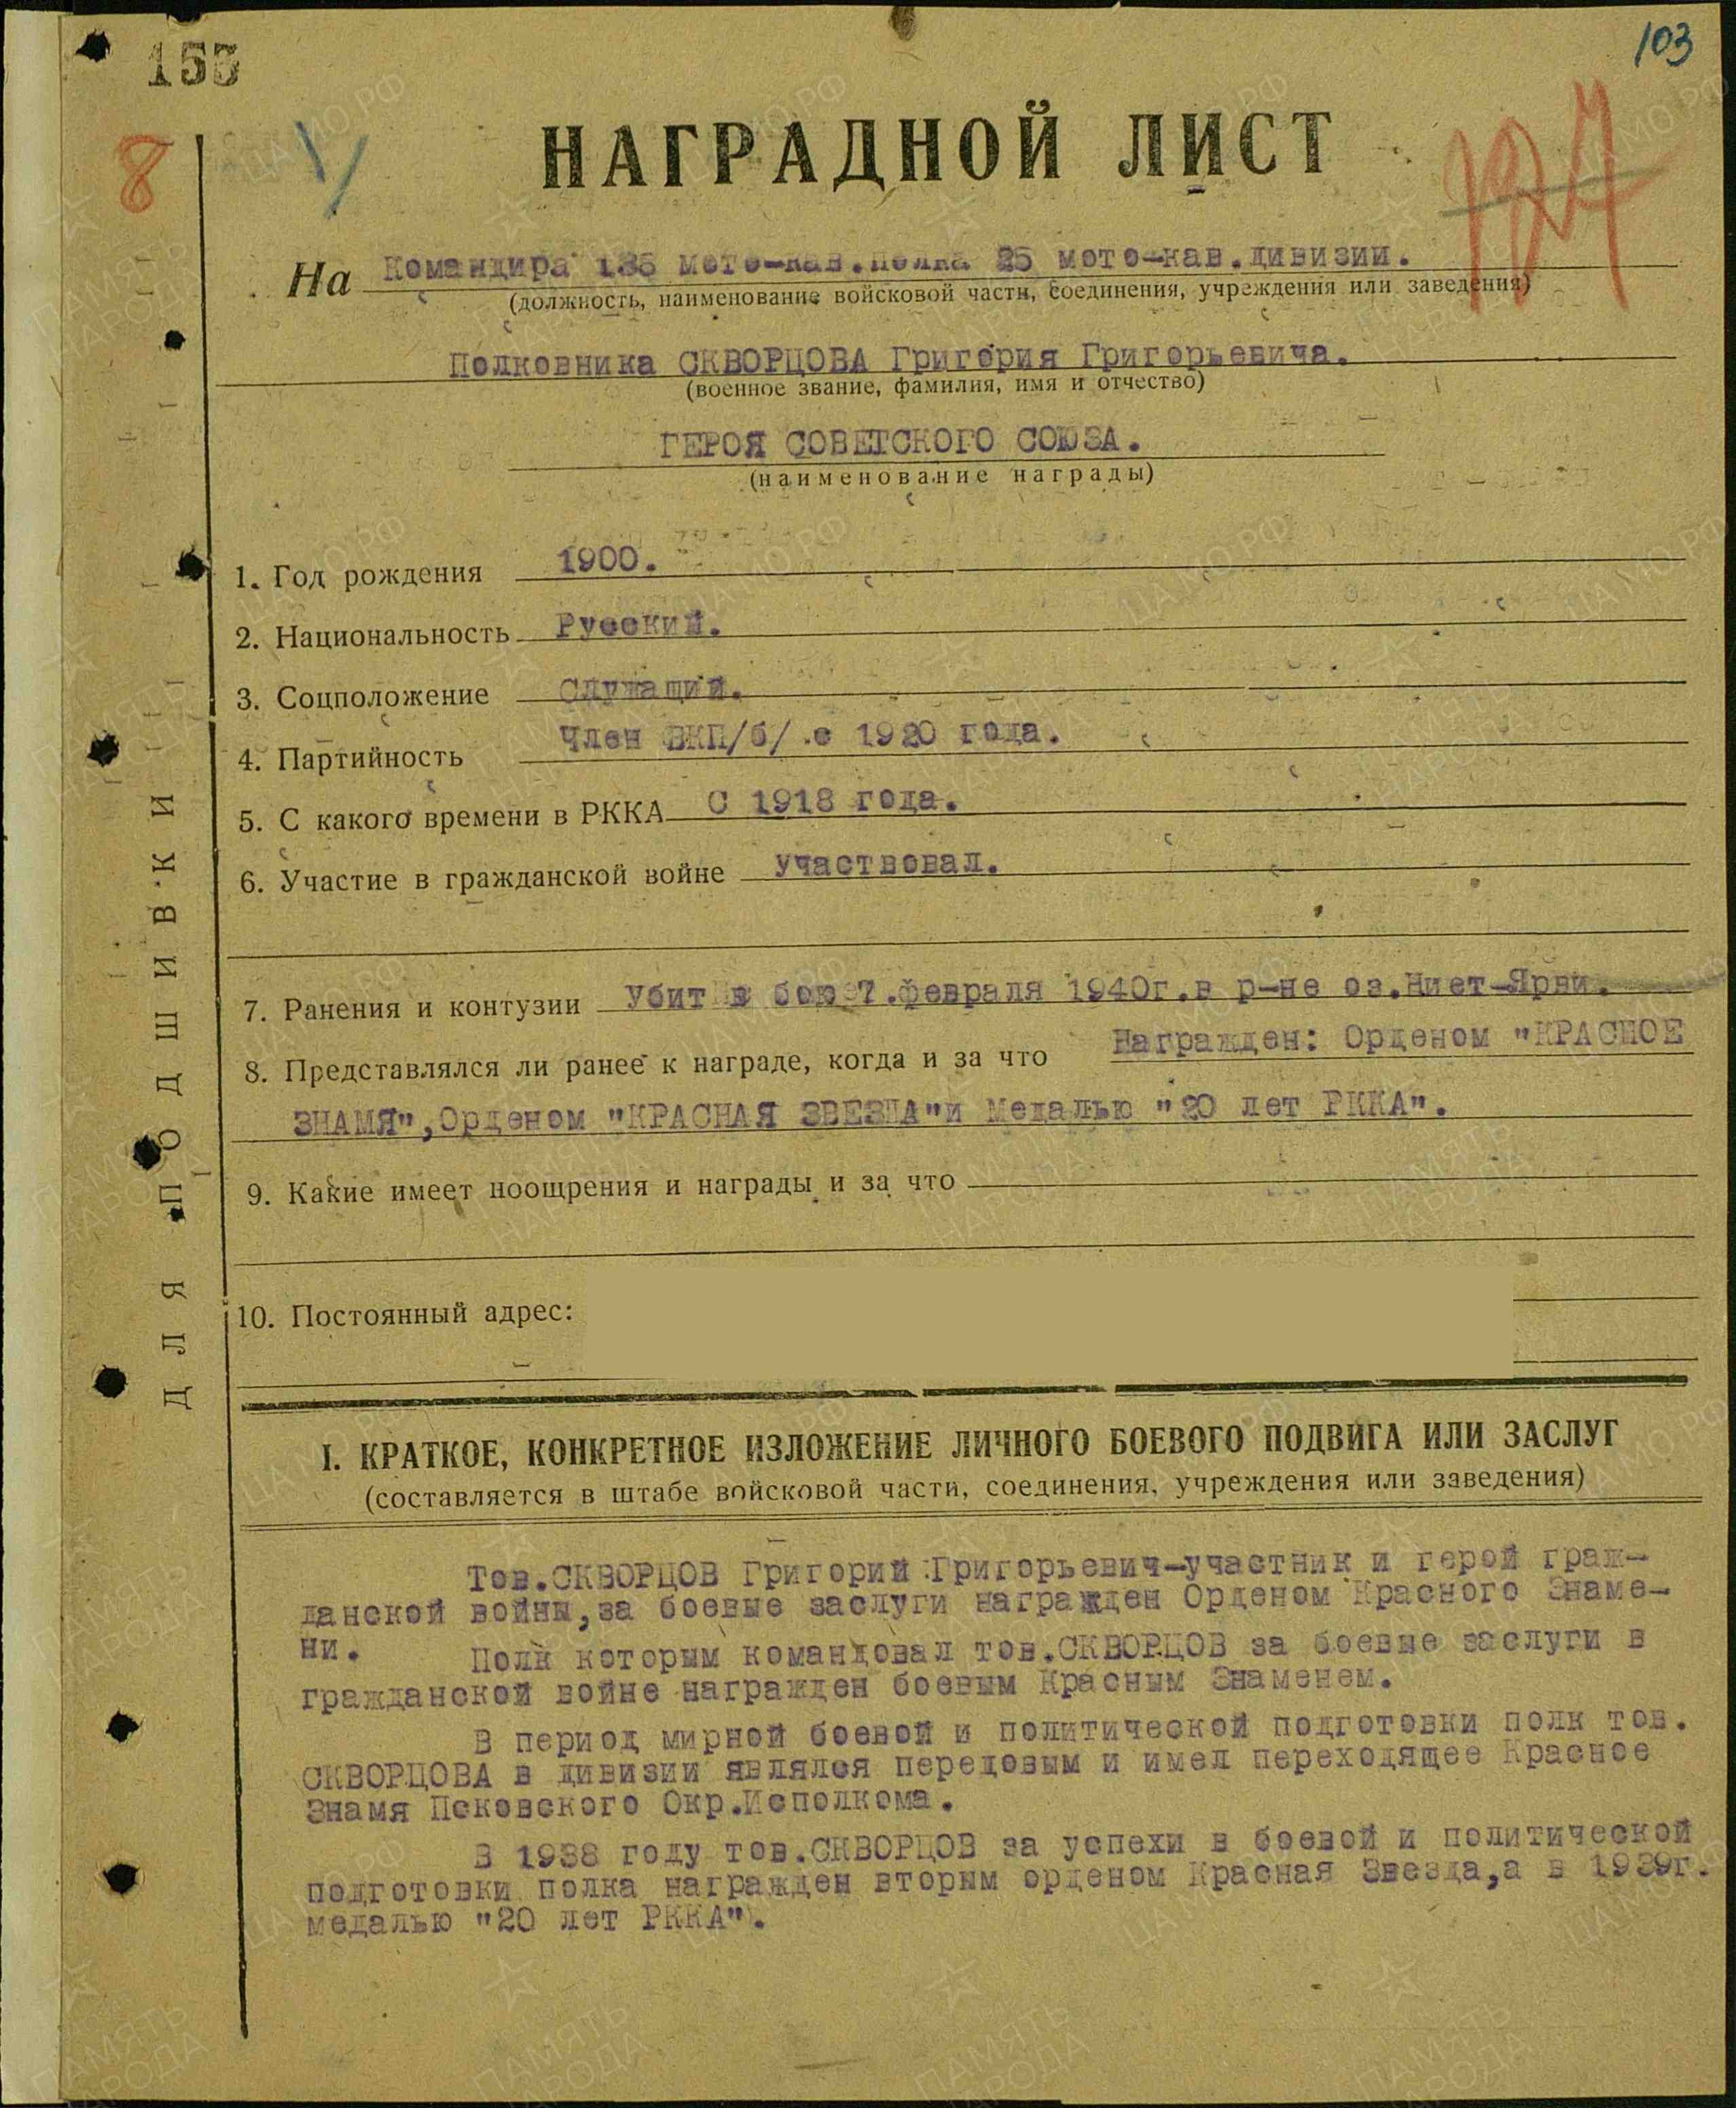 155
103
8
НАГРАДНОЙ ЛИСТ
На Командира 135 мото-кав.полка 25 мото-кав.дивизии.
(должность, наименование войсковой части, соединения, учреждения или заведения)
Полковника СКВОРЦОВА Григория Григорьевича.
(военное звание, фамилия, имя и отчество)
ГЕРОЯ СОВЕТСКОГО СОЮЗА.
(наименование награды)
1. Год рождения 1900.
2. Национальность Русский.
3. Соцположение Служащий.
4. Партийность Член ВКП/б/ с 1920 года.
5. С какого времени в РККА С 1918 года.
6. Участие в гражданской войне участвовал.
7. Ранения и контузии Убит в бою 7.февраля 1940г.в р-не оз.Ниет-Ярви.
8. Представлялся ли ранее к награде, когда и за что Награжден: Орденом "КРАСНОЕ
ЗНАМЯ",Орденом "КРАСНАЯ ЗВЕЗДА"и Медалью "20 лет РККА".
9. Какие имеет поощрения и награды и за что
10. Постоянный адрес:
ДЛЯ ПОДШИВКИ
I. КРАТКОЕ, КОНКРЕТНОЕ ИЗЛОЖЕНИЕ ЛИЧНОГО БОЕВОГО ПОДВИГА ИЛИ ЗАСЛУГ
(составляется в штабе войсковой части, соединения, учреждения или заведения)
Тов.СКВОРЦОВ Григорий Григорьевич-участник и герой граж-
данской войны,за боевые заслуги награжден Орденом Красного Знаме-
ни.
Полк которым командовал тов.СКВОРЦОВ за боевые заслуги в
гражданской войне награжден боевым Красным Знаменем.
В период мирной боевой и политической подготовки полк тов.
СКВОРЦОВА в дивизии являлся передовым и имел переходящее Красное
Знамя Псковского Окр.Исполкома.
В 1938 году тов.СКВОРЦОВ за успехи в боевой и политической
подготовки полка награжден вторым орденом Красная Звезда,а в 1939г.
медалью "20 лет РККА".